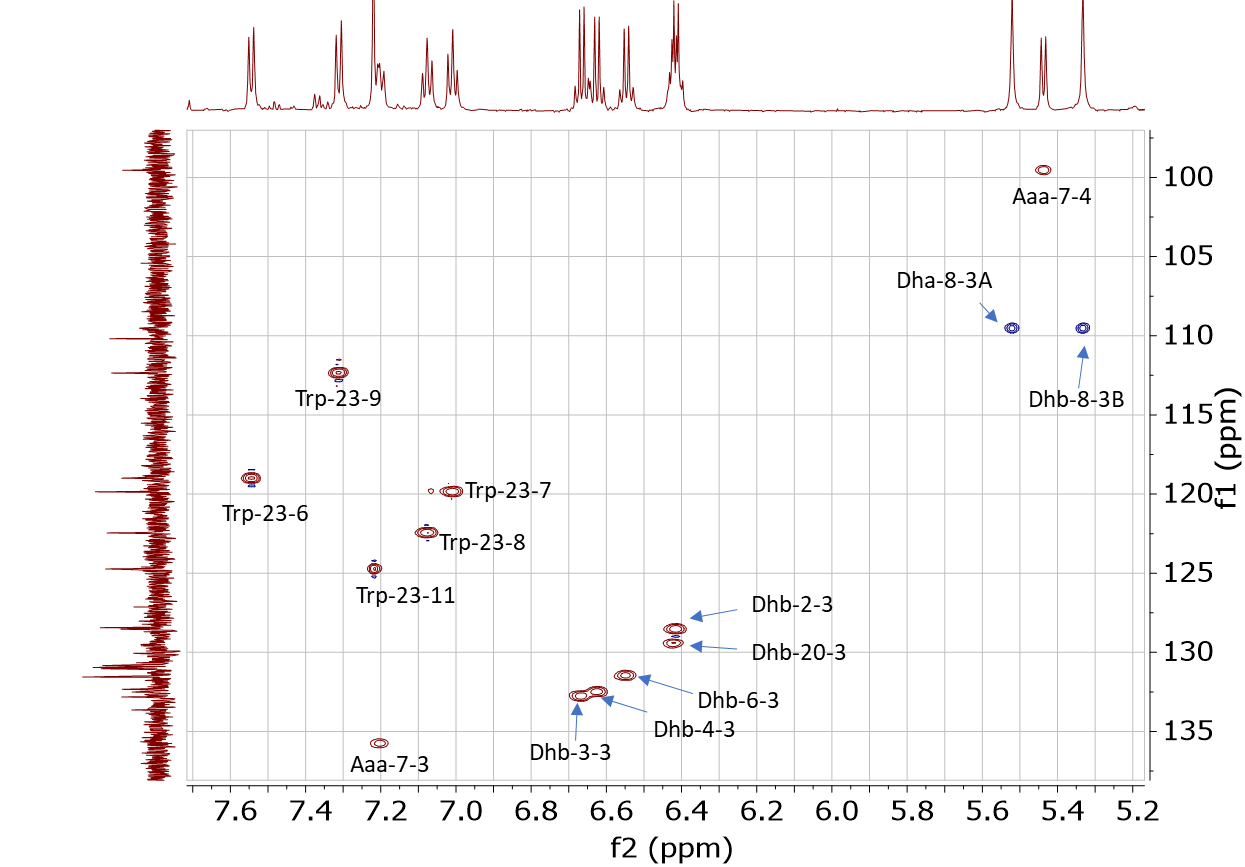 100
Aaa-7-4
105
Dha-8-3A
110
Trp-23-9
Dhb-8-3B
115
Trp-23-6
Trp-23-7
120
Trp-23-8
Trp-23-11
125
Dhb-2-3
130
Dhb-20-3
Dhb-6-3
Dhb-4-3
Dhb-3-3
135
Aaa-7-3
f1 (ppm)
7.6 7.4 7.2 7.0 6.8 6.6 6.4 6.2 6.0 5.8 5.6 5.4 5.2
f2 (ppm)